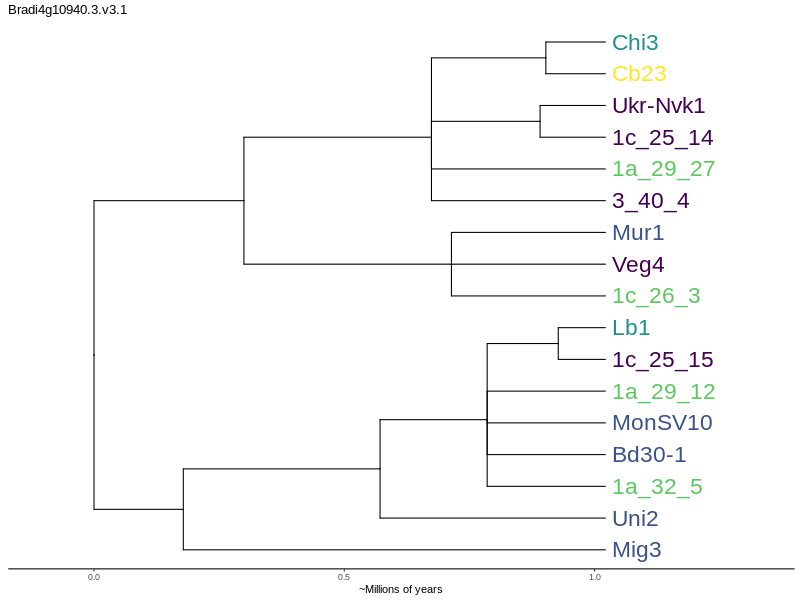 Bradi4g10940.3.v3.1
Chi3
Cb23
Ukr-Nvk1
1c_25_14
1a_29_27
3_40_4
Mur1
Veg4
1c_26_3
Lb1
1c_25_15
1a_29_12
MonSV10
Bd30-1
1a_32_5
Uni2
Mig3
0.0 0.5 1.0
~Millions of years